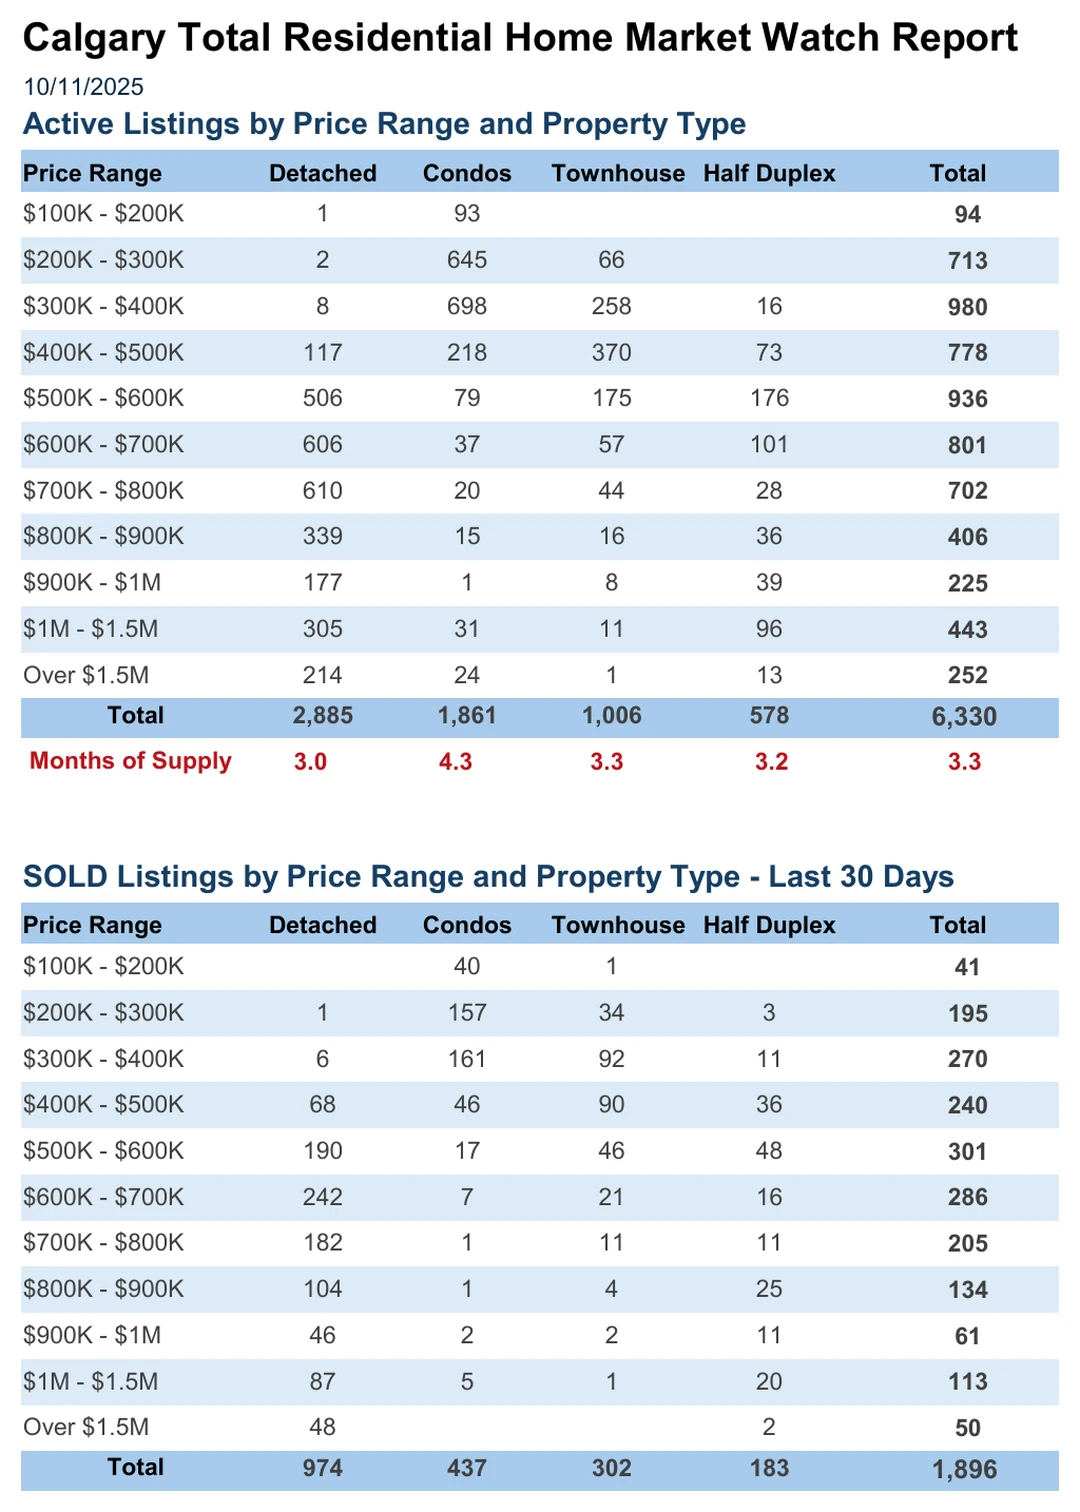 Calgary Total Residential Home Market Watch Report
10/11/2025
Active Listings by Price Range and Property Type
Price Range Detached Condos Townhouse Half Duplex Total
$100K - $200K 1 93 94
$200K - $300K 2 645 66 713
$300K - $400K 8 698 258 16 980
$400K - $500K 117 218 370 73 778
$500K - $600K 506 79 175 176 936
$600K - $700K 606 37 57 101 801
$700K - $800K 610 20 44 28 702
$800K - $900K 339 15 16 36 406
$900K - $1M 177 1 8 39 225
$1M - $1.5M 305 31 11 96 443
Over $1.5M 214 24 1 13 252
Total 2,885 1,861 1,006 578 6,330
Months of Supply 3.0 4.3 3.3 3.2 3.3
SOLD Listings by Price Range and Property Type - Last 30 Days
Price Range Detached Condos Townhouse Half Duplex Total
$100K - $200K 40 1 41
$200K - $300K 1 157 34 3 195
$300K - $400K 6 161 92 11 270
$400K - $500K 68 46 90 36 240
$500K - $600K 190 17 46 48 301
$600K - $700K 242 7 21 16 286
$700K - $800K 182 1 11 11 205
$800K - $900K 104 1 4 25 134
$900K - $1M 46 2 2 11 61
$1M - $1.5M 87 5 1 20 113
Over $1.5M 48 2 50
Total 974 437 302 183 1,896